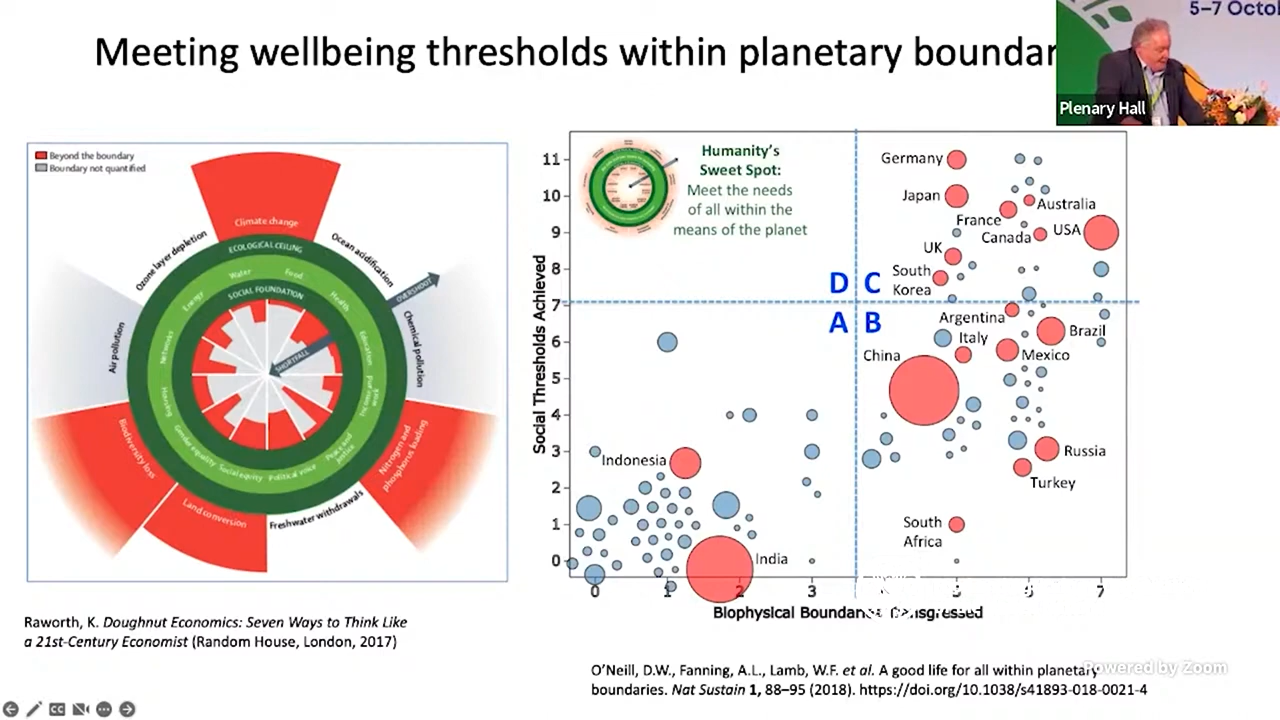 Meeting wellbeing thresholds within planetary boundar
5–7 Octo
Plenary Hall
Beyond the boundary
Boundary not quantified
Climate change
Ozone layer depletion
Ocean acidification
ECOLOGICAL CEILING
Water
Food
Energy
Health
SOCIAL FOUNDATION
OVERSHOOT
Networks
Education
SHORTFALL
Air pollution
Chemical pollution
Housing
Income and work
Gender equality
Social equity
Political voice
Peace and justice
Biodiversity loss
Nitrogen and
phosphorus loading
Land conversion
Freshwater withdrawals
Raworth, K. Doughnut Economics: Seven Ways to Think Like
a 21st-Century Economist (Random House, London, 2017)
Social Thresholds Achieved
11
10
9
8
7
6
5
4
3
2
1
0
Humanity's
Sweet Spot:
Meet the needs
of all within the
means of the planet
Germany
Japan
Australia
France
Canada
USA
UK
South
Korea
D C
A B
Argentina
Italy
Brazil
China
Mexico
Indonesia
Russia
Turkey
South
Africa
India
0 1 2 3 5 6 7
Biophysical Boundaries Transgressed
O'Neill, D.W., Fanning, A.L., Lamb, W.F. et al. A good life for all within planetary
boundaries. Nat Sustain 1, 88–95 (2018). https://doi.org/10.1038/s41893-018-0021-4
Powered by Zoom